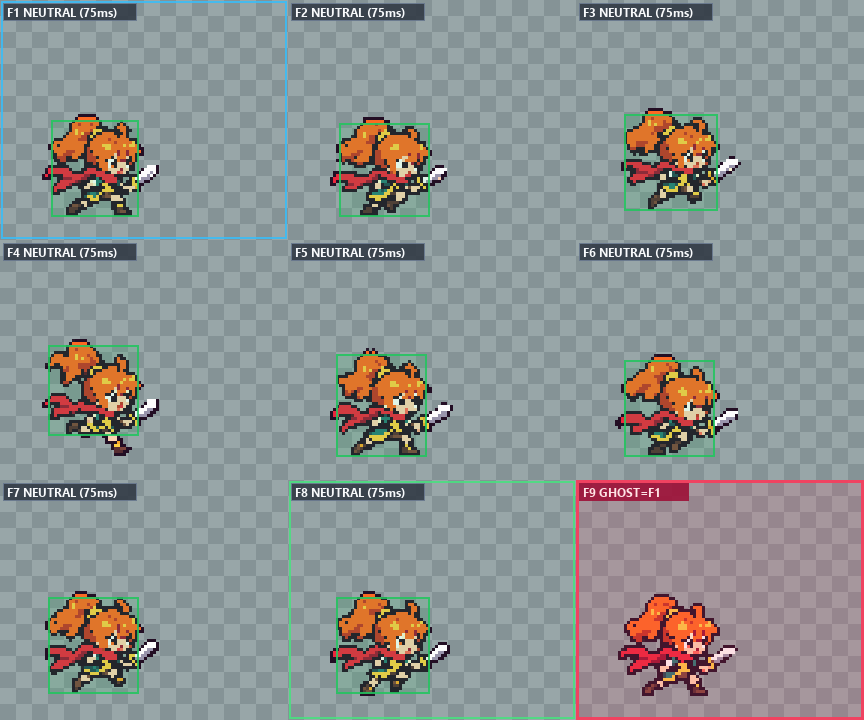 F1 NEUTRAL (75ms)
F2 NEUTRAL (75ms)
F3 NEUTRAL (75ms)
F4 NEUTRAL (75ms)
F5 NEUTRAL (75ms)
F6 NEUTRAL (75ms)
F7 NEUTRAL (75ms)
F8 NEUTRAL (75ms)
F9 GHOST=F1